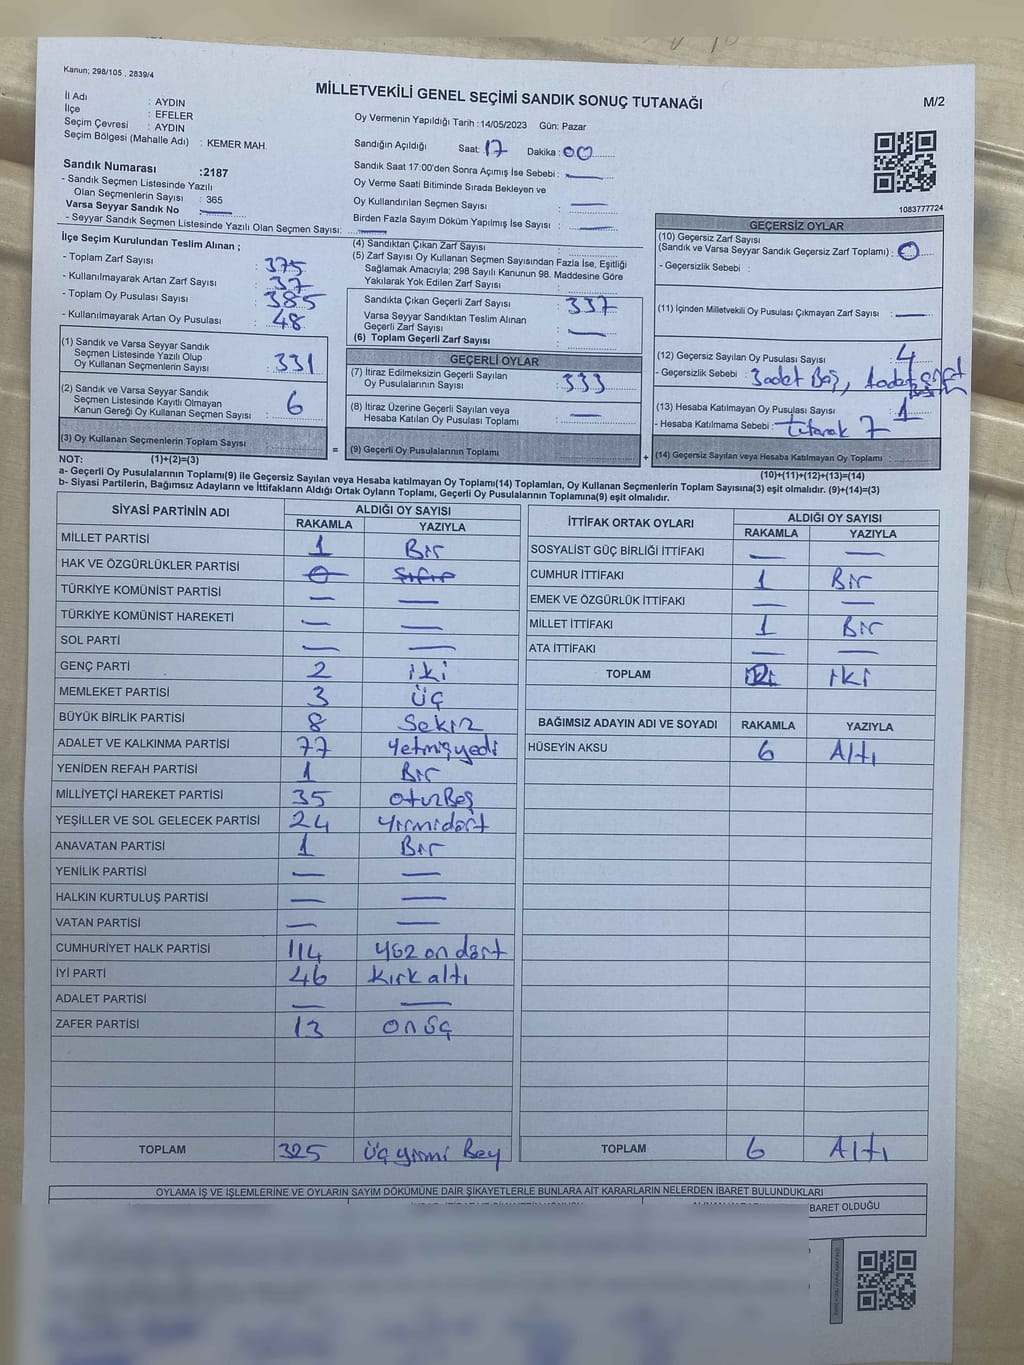 Kanun; 298/105 , 2839/4
MİLLETVEKİLİ GENEL SEÇİMİ SANDIK SONUÇ TUTANAĞI
M/2
İl Adı : AYDIN
İlçe : EFELER
Seçim Çevresi : AYDIN
Seçim Bölgesi (Mahalle Adı) : KEMER MAH.
Oy Vermenin Yapıldığı Tarih :14/05/2023 Gün: Pazar
Sandığın Açıldığı Saat: 17 Dakika : 00
Sandık Saat 17:00'den Sonra Açımış İse Sebebi : —
Oy Verme Saati Bitiminde Sırada Bekleyen ve
Oy Kullandırılan Seçmen Sayısı —
Birden Fazla Sayım Döküm Yapılmış İse Sayısı : —
1083777724
Sandık Numarası :2187
- Sandık Seçmen Listesinde Yazılı
Olan Seçmenlerin Sayısı : 365
Varsa Seyyar Sandık No : —
- Seyyar Sandık Seçmen Listesinde Yazılı Olan Seçmen Sayısı: —
İlçe Seçim Kurulundan Teslim Alınan ;
- Toplam Zarf Sayısı : 375
- Kullanılmayarak Artan Zarf Sayısı : 37
- Toplam Oy Pusulası Sayısı : 385
- Kullanılmayarak Artan Oy Pusulası : 48
(1) Sandık ve Varsa Seyyar Sandık
Seçmen Listesinde Yazılı Olup
Oy Kullanan Seçmenlerin Sayısı : 331
(2) Sandık ve Varsa Seyyar Sandık
Seçmen Listesinde Kayıtlı Olmayan
Kanun Gereği Oy Kullanan Seçmen Sayısı : 6
(3) Oy Kullanan Seçmenlerin Toplam Sayısı :
(1)+(2)=(3)
(4) Sandıktan Çıkan Zarf Sayısı :
(5) Zarf Sayısı Oy Kullanan Seçmen Sayısından Fazla İse, Eşitliği
Sağlamak Amacıyla; 298 Sayılı Kanunun 98. Maddesine Göre
Yakılarak Yok Edilen Zarf Sayısı :
Sandıkta Çıkan Geçerli Zarf Sayısı : 337
Varsa Seyyar Sandıktan Teslim Alınan
Geçerli Zarf Sayısı : —
(6) Toplam Geçerli Zarf Sayısı :
GEÇERLİ OYLAR
(7) İtiraz Edilmeksizin Geçerli Sayılan
Oy Pusulalarının Sayısı : 333
(8) İtiraz Üzerine Geçerli Sayılan veya
Hesaba Katılan Oy Pusulası Toplamı : —
= (9) Geçerli Oy Pusulalarının Toplamı
GEÇERSİZ OYLAR
(10) Geçersiz Zarf Sayısı
(Sandık ve Varsa Seyyar Sandık Geçersiz Zarf Toplamı) : 0
- Geçersizlik Sebebi :
(11) İçinden Milletvekili Oy Pusulası Çıkmayan Zarf Sayısı : —
(12) Geçersiz Sayılan Oy Pusulası Sayısı : 4
- Geçersizlik Sebebi : 3 adet Boş, 1 adet
(13) Hesaba Katılmayan Oy Pusulası Sayısı : 1
- Hesaba Katılmama Sebebi :
+ (14) Geçersiz Sayılan veya Hesaba Katılmayan Oy Toplamı :
(10)+(11)+(12)+(13)=(14)
NOT:
a- Geçerli Oy Pusulalarının Toplamı(9) ile Geçersiz Sayılan veya Hesaba katılmayan Oy Toplamı(14) Toplamları, Oy Kullanan Seçmenlerin Toplam Sayısına(3) eşit olmalıdır. (9)+(14)=(3)
b- Siyasi Partilerin, Bağımsız Adayların ve İttifakların Aldığı Ortak Oyların Toplamı, Geçerli Oy Pusulalarının Toplamına(9) eşit olmalıdır.
SİYASİ PARTİNİN ADI ALDIĞI OY SAYISI
RAKAMLA YAZIYLA
MİLLET PARTİSİ 1 Bir
HAK VE ÖZGÜRLÜKLER PARTİSİ 0 Sıfır
TÜRKİYE KOMÜNİST PARTİSİ — —
TÜRKİYE KOMÜNİST HAREKETİ — —
SOL PARTİ — —
GENÇ PARTİ 2 iki
MEMLEKET PARTİSİ 3 üç
BÜYÜK BİRLİK PARTİSİ 8 Sekiz
ADALET VE KALKINMA PARTİSİ 77 Yetmişyedi
YENİDEN REFAH PARTİSİ 1 Bir
MİLLİYETÇİ HAREKET PARTİSİ 35 otuzBeş
YEŞİLLER VE SOL GELECEK PARTİSİ 24 Yirmidört
ANAVATAN PARTİSİ 1 Bir
YENİLİK PARTİSİ — —
HALKIN KURTULUŞ PARTİSİ — —
VATAN PARTİSİ — —
CUMHURİYET HALK PARTİSİ 114 Yüz on dört
İYİ PARTİ 46 Kırk altı
ADALET PARTİSİ — —
ZAFER PARTİSİ 13 on üç
TOPLAM 325 Üç yirmi Beş
İTTİFAK ORTAK OYLARI ALDIĞI OY SAYISI
RAKAMLA YAZIYLA
SOSYALİST GÜÇ BİRLİĞİ İTTİFAKI — —
CUMHUR İTTİFAKI 1 Bir
EMEK VE ÖZGÜRLÜK İTTİFAKI — —
MİLLET İTTİFAKI 1 Bir
ATA İTTİFAKI — —
TOPLAM 2 iki
BAĞIMSIZ ADAYIN ADI VE SOYADI RAKAMLA YAZIYLA
HÜSEYİN AKSU 6 Altı
TOPLAM 6 Altı
OYLAMA İŞ VE İŞLEMLERİNE VE OYLARIN SAYIM DÖKÜMÜNE DAİR ŞİKAYETLERLE BUNLARA AİT KARARLARIN NELERDEN İBARET BULUNDUKLARI
BARET OLDUĞU